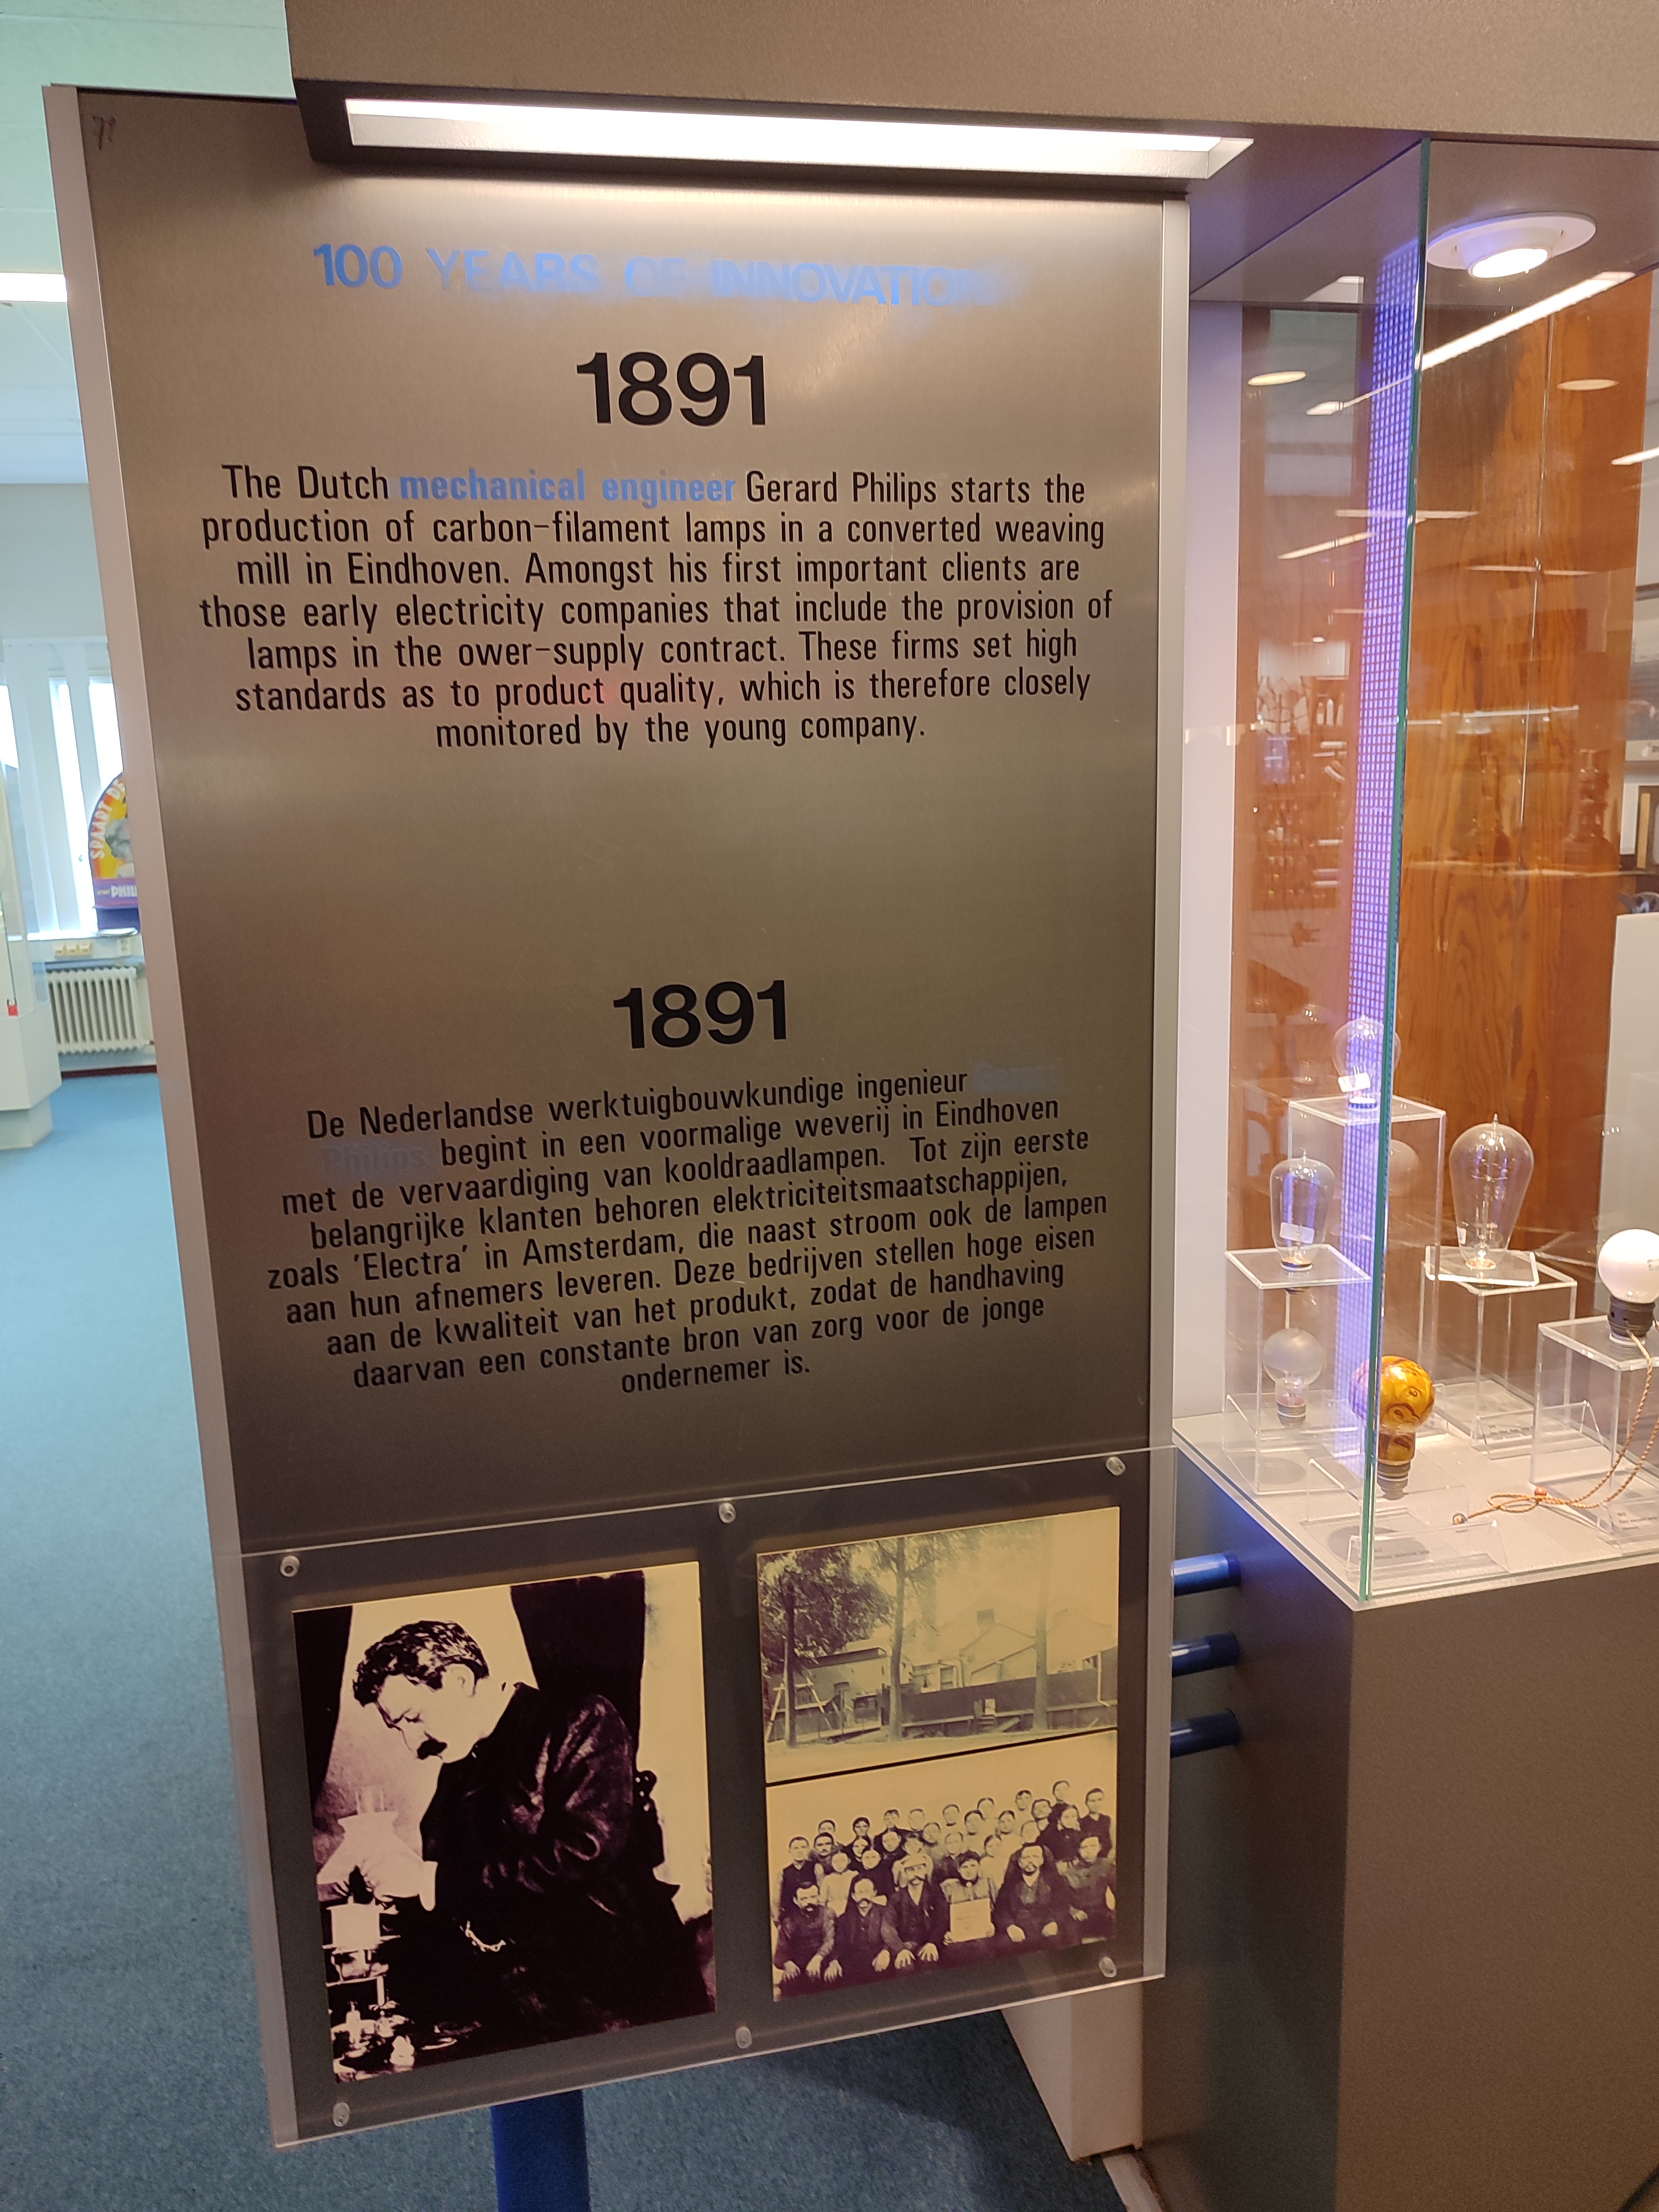 100 YEARS OF INNOVATION
1891
The Dutch mechanical engineer Gerard Philips starts the
production of carbon-filament lamps in a converted weaving
mill in Eindhoven. Amongst his first important clients are
those early electricity companies that include the provision of
lamps in the ower-supply contract. These firms set high
standards as to product quality, which is therefore closely
monitored by the young company.
1891
De Nederlandse werktuigbouwkundige ingenieur Gerard
Philips begint in een voormalige weverij in Eindhoven
met de vervaardiging van kooldraadlampen. Tot zijn eerste
belangrijke klanten behoren elektriciteitsmaatschappijen,
zoals 'Electra' in Amsterdam, die naast stroom ook de lampen
aan hun afnemers leveren. Deze bedrijven stellen hoge eisen
aan de kwaliteit van het produkt, zodat de handhaving
daarvan een constante bron van zorg voor de jonge
ondernemer is.